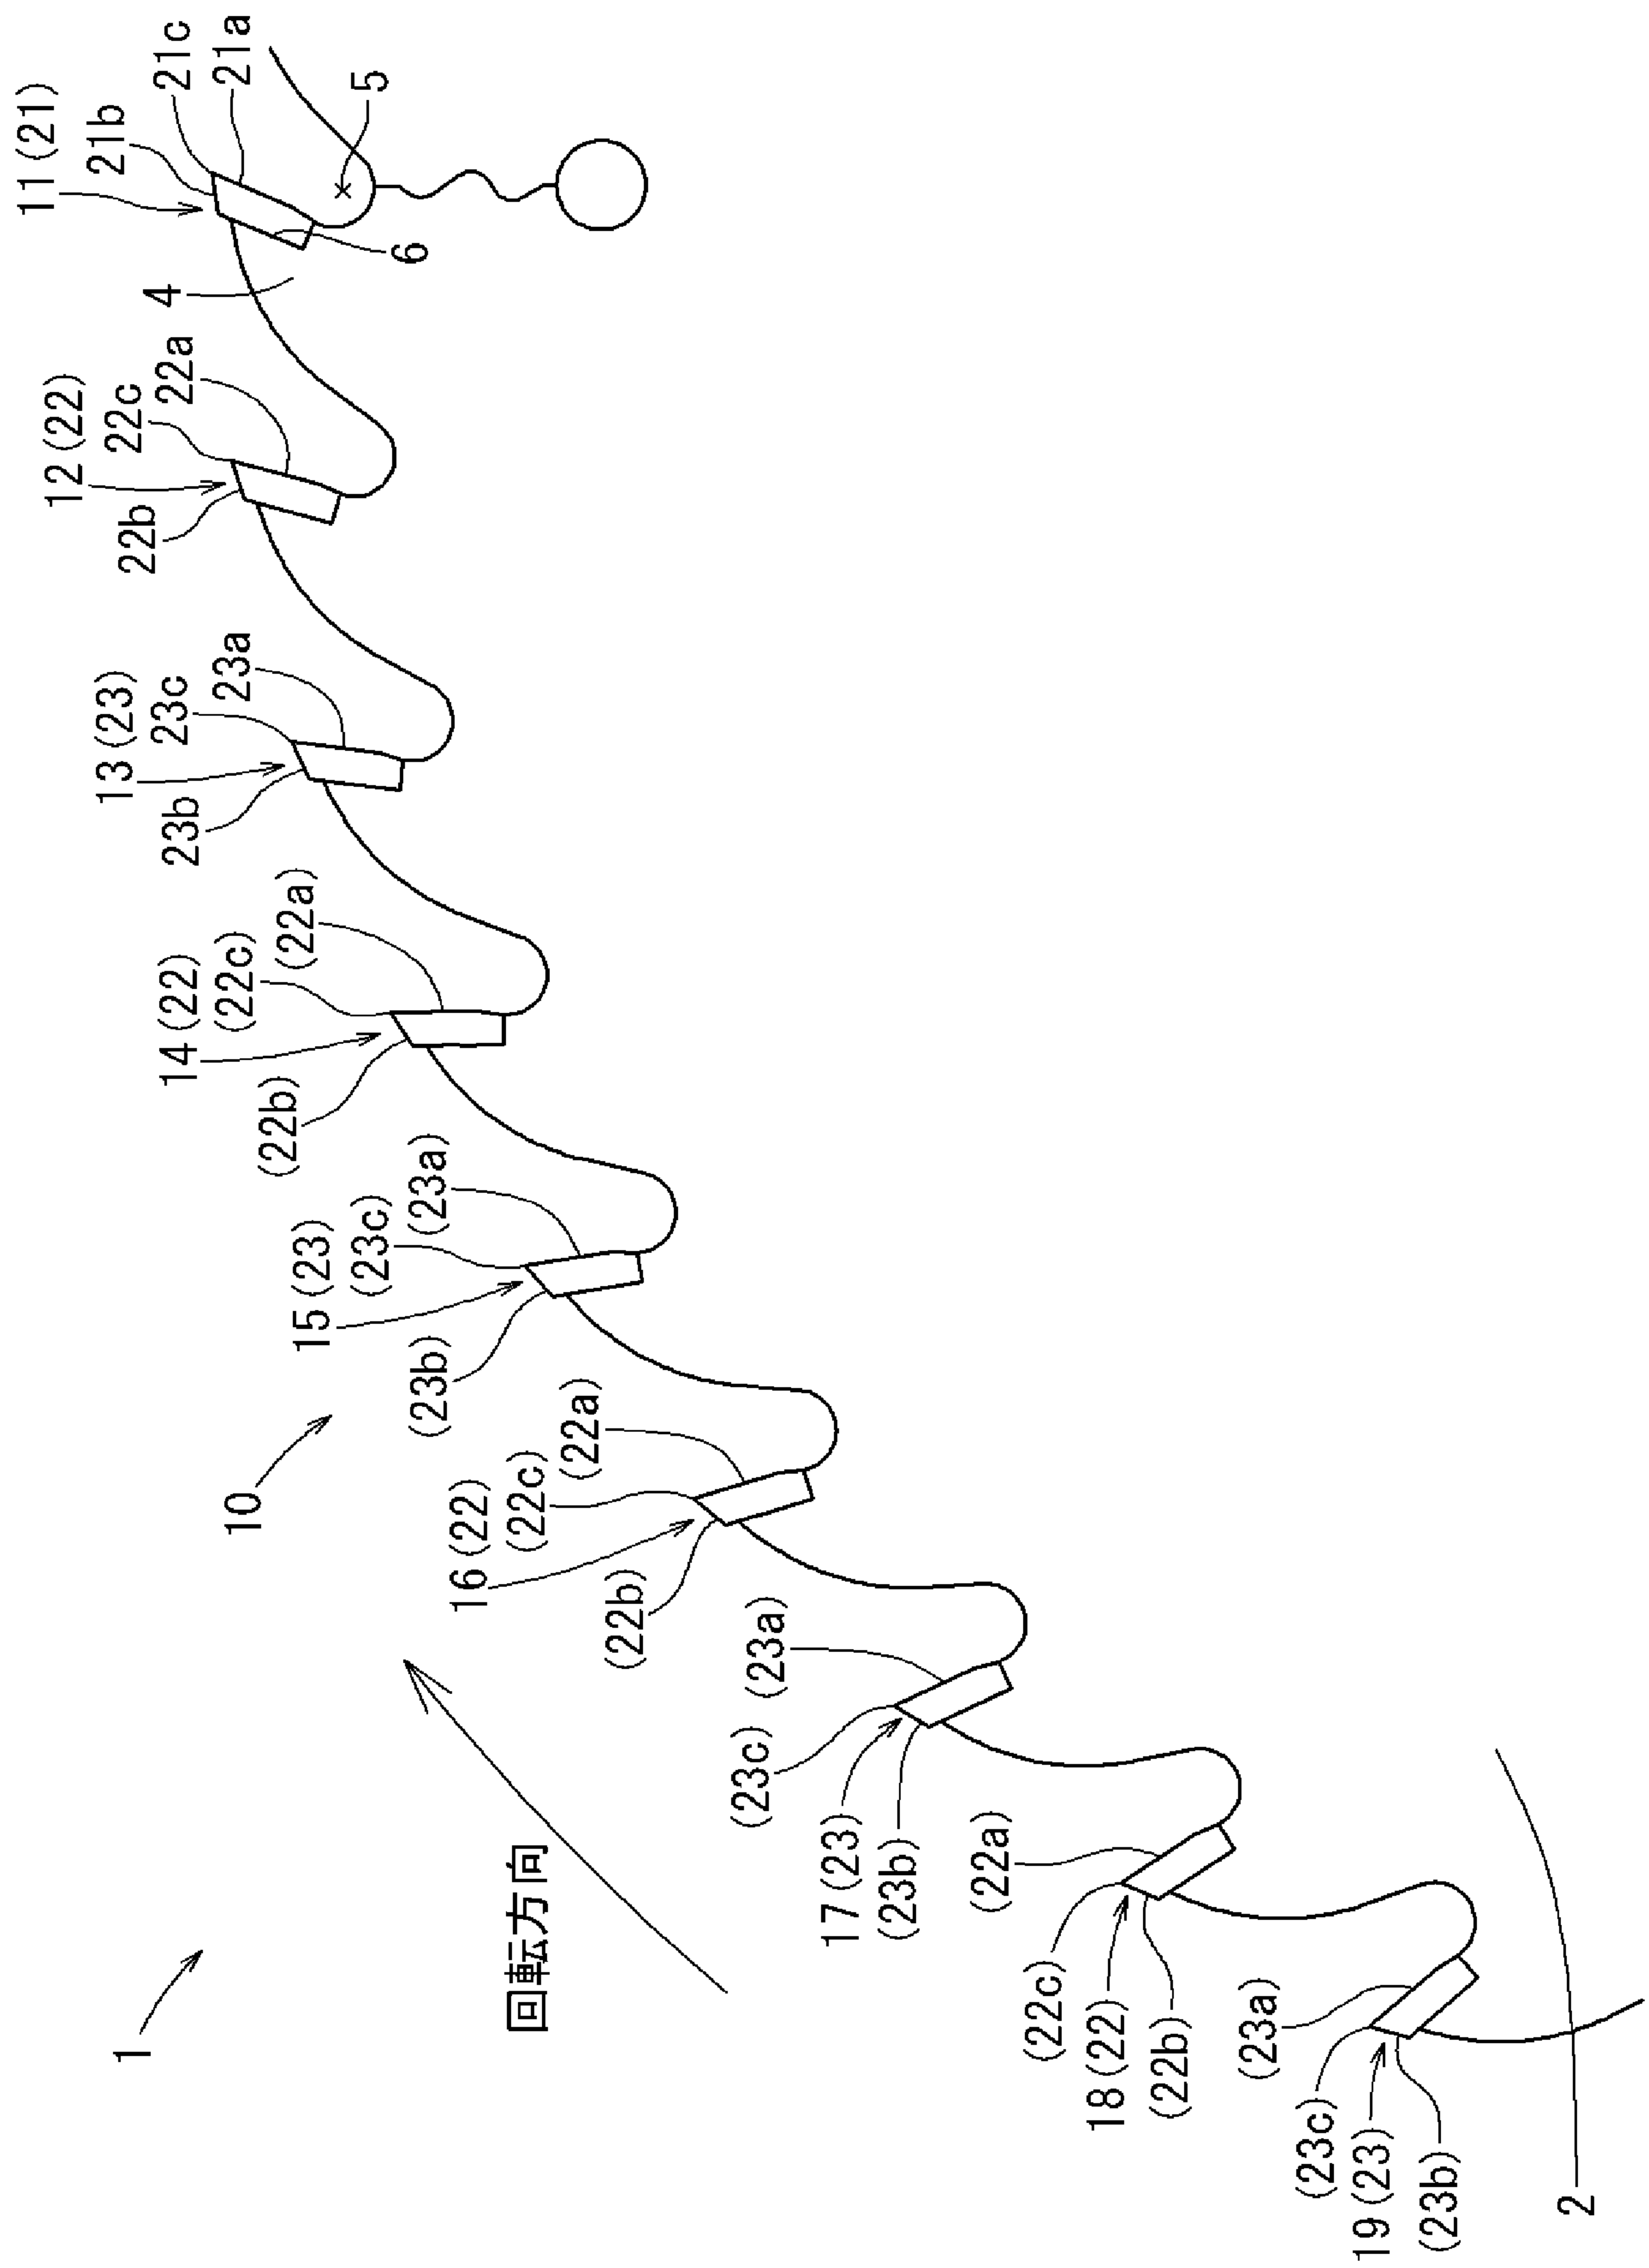 1
回転方向
10
11(21)
21b
21c
21a
5
6
4
12(22)
22c
22a
22b
13(23)
23c
23a
23b
14(22)
(22c)
(22a)
(22b)
15(23)
(23c)
(23a)
(23b)
16(22)
(22c)
(22a)
(22b)
(23a)
(23c)
17(23)
(23b)
(22a)
(22c)
18(22)
(22b)
(23a)
(23c)
19(23)
(23b)
2